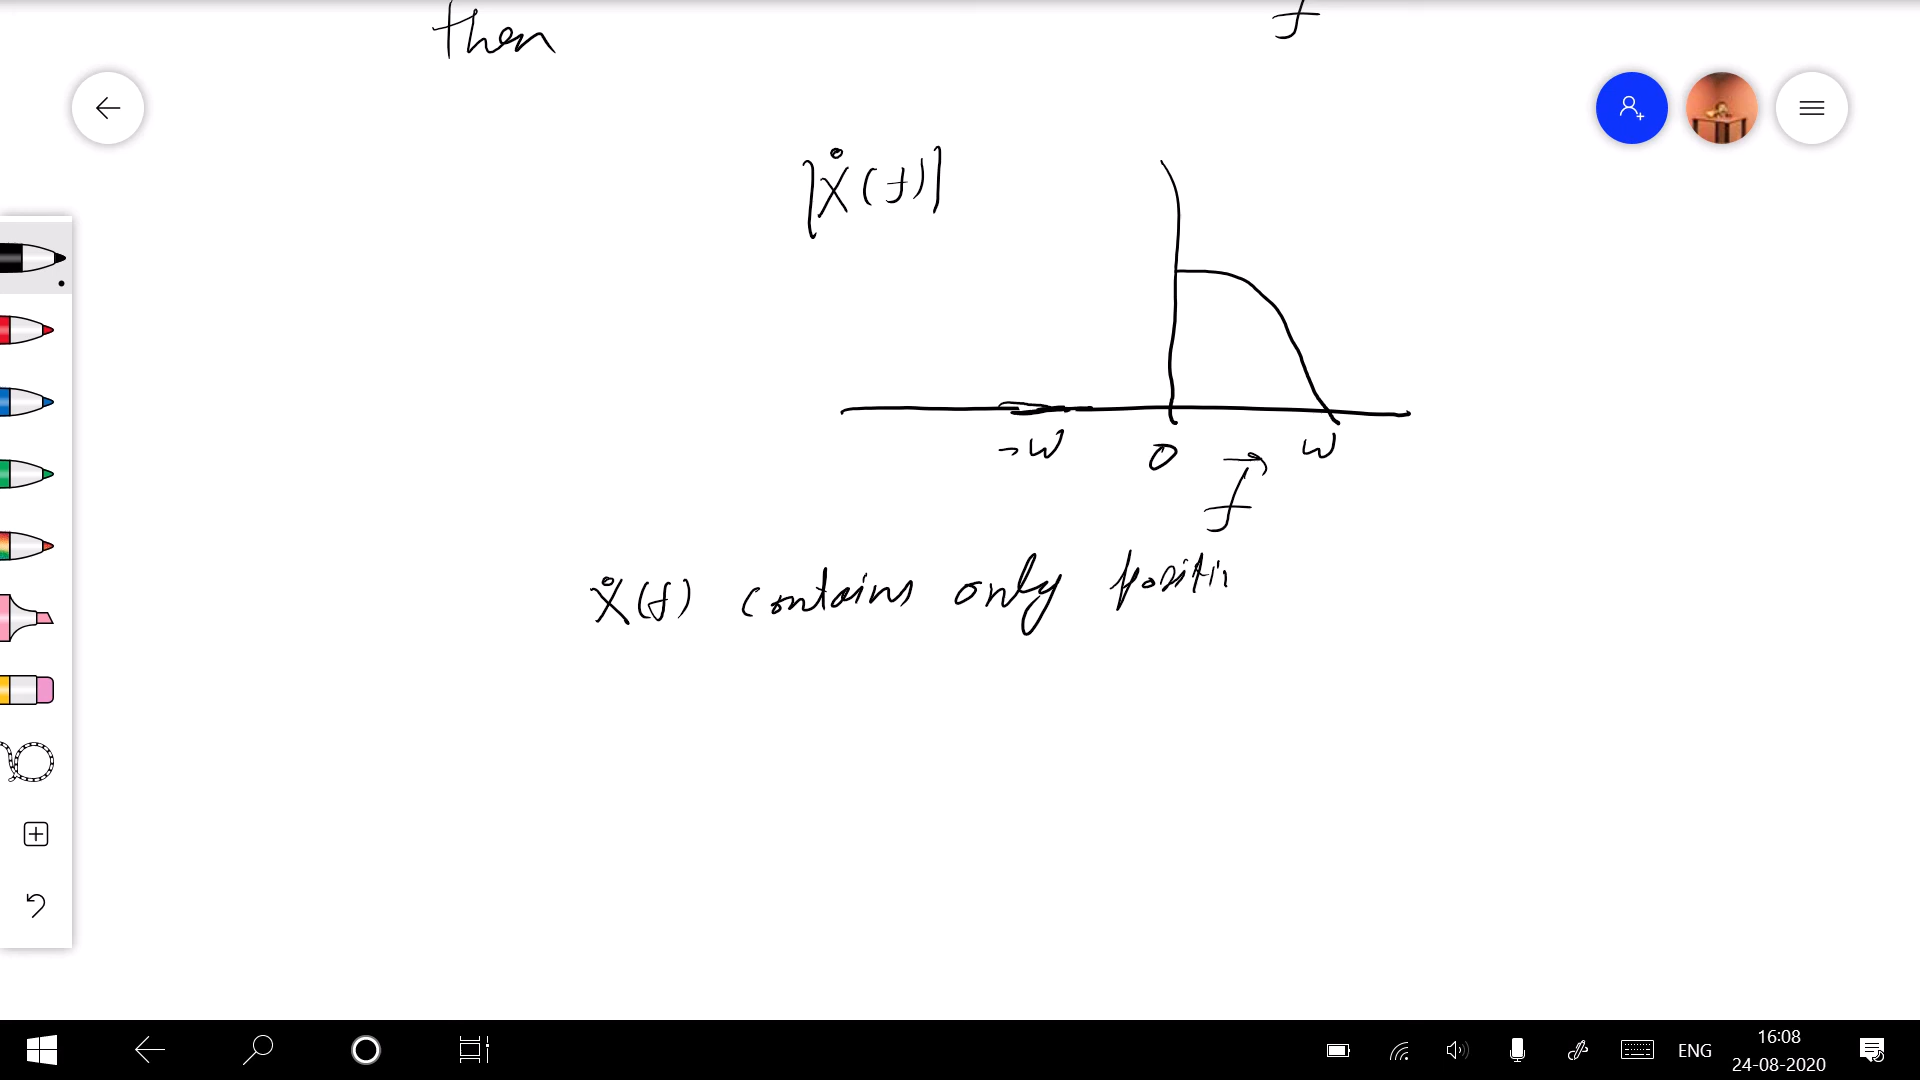 then
f
|X̊(f)|
-W 0 W
f
X̊(f) contains only positi
ENG
16:08
24-08-2020